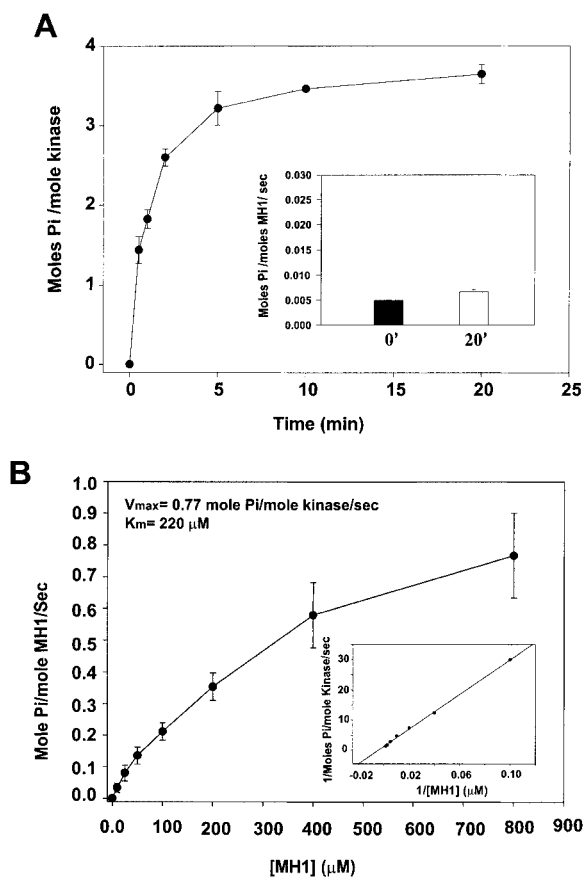 A
Moles Pi /mole kinase
4
3
2
1
0
0 5 10 15 20 25
Time (min)
Moles Pi /moles MH1/ sec
0.030
0.025
0.020
0.015
0.010
0.005
0.000
0' 20'
B
Mole Pi/mole MH1/Sec
1.0
0.9
0.8
0.7
0.6
0.5
0.4
0.3
0.2
0.1
0.0
Vmax= 0.77 mole Pi/mole kinase/sec
Km= 220 μM
0.0 100 200 300 400 500 600 700 800 900
[MH1] (μM)
1/Moles Pi/mole Kinase/sec
30
20
10
0
-0.02 0.02 0.06 0.10
1/[MH1] (μM)